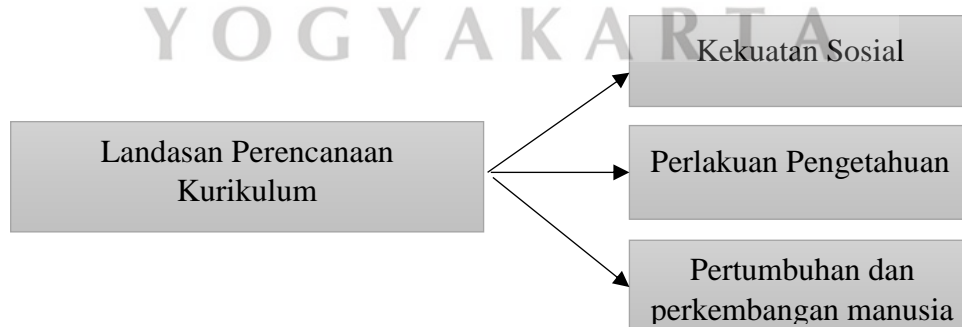 YOGYAKARTA
Kekuatan Sosial
Landasan Perencanaan
Kurikulum
Perlakuan Pengetahuan
Pertumbuhan dan
perkembangan manusia